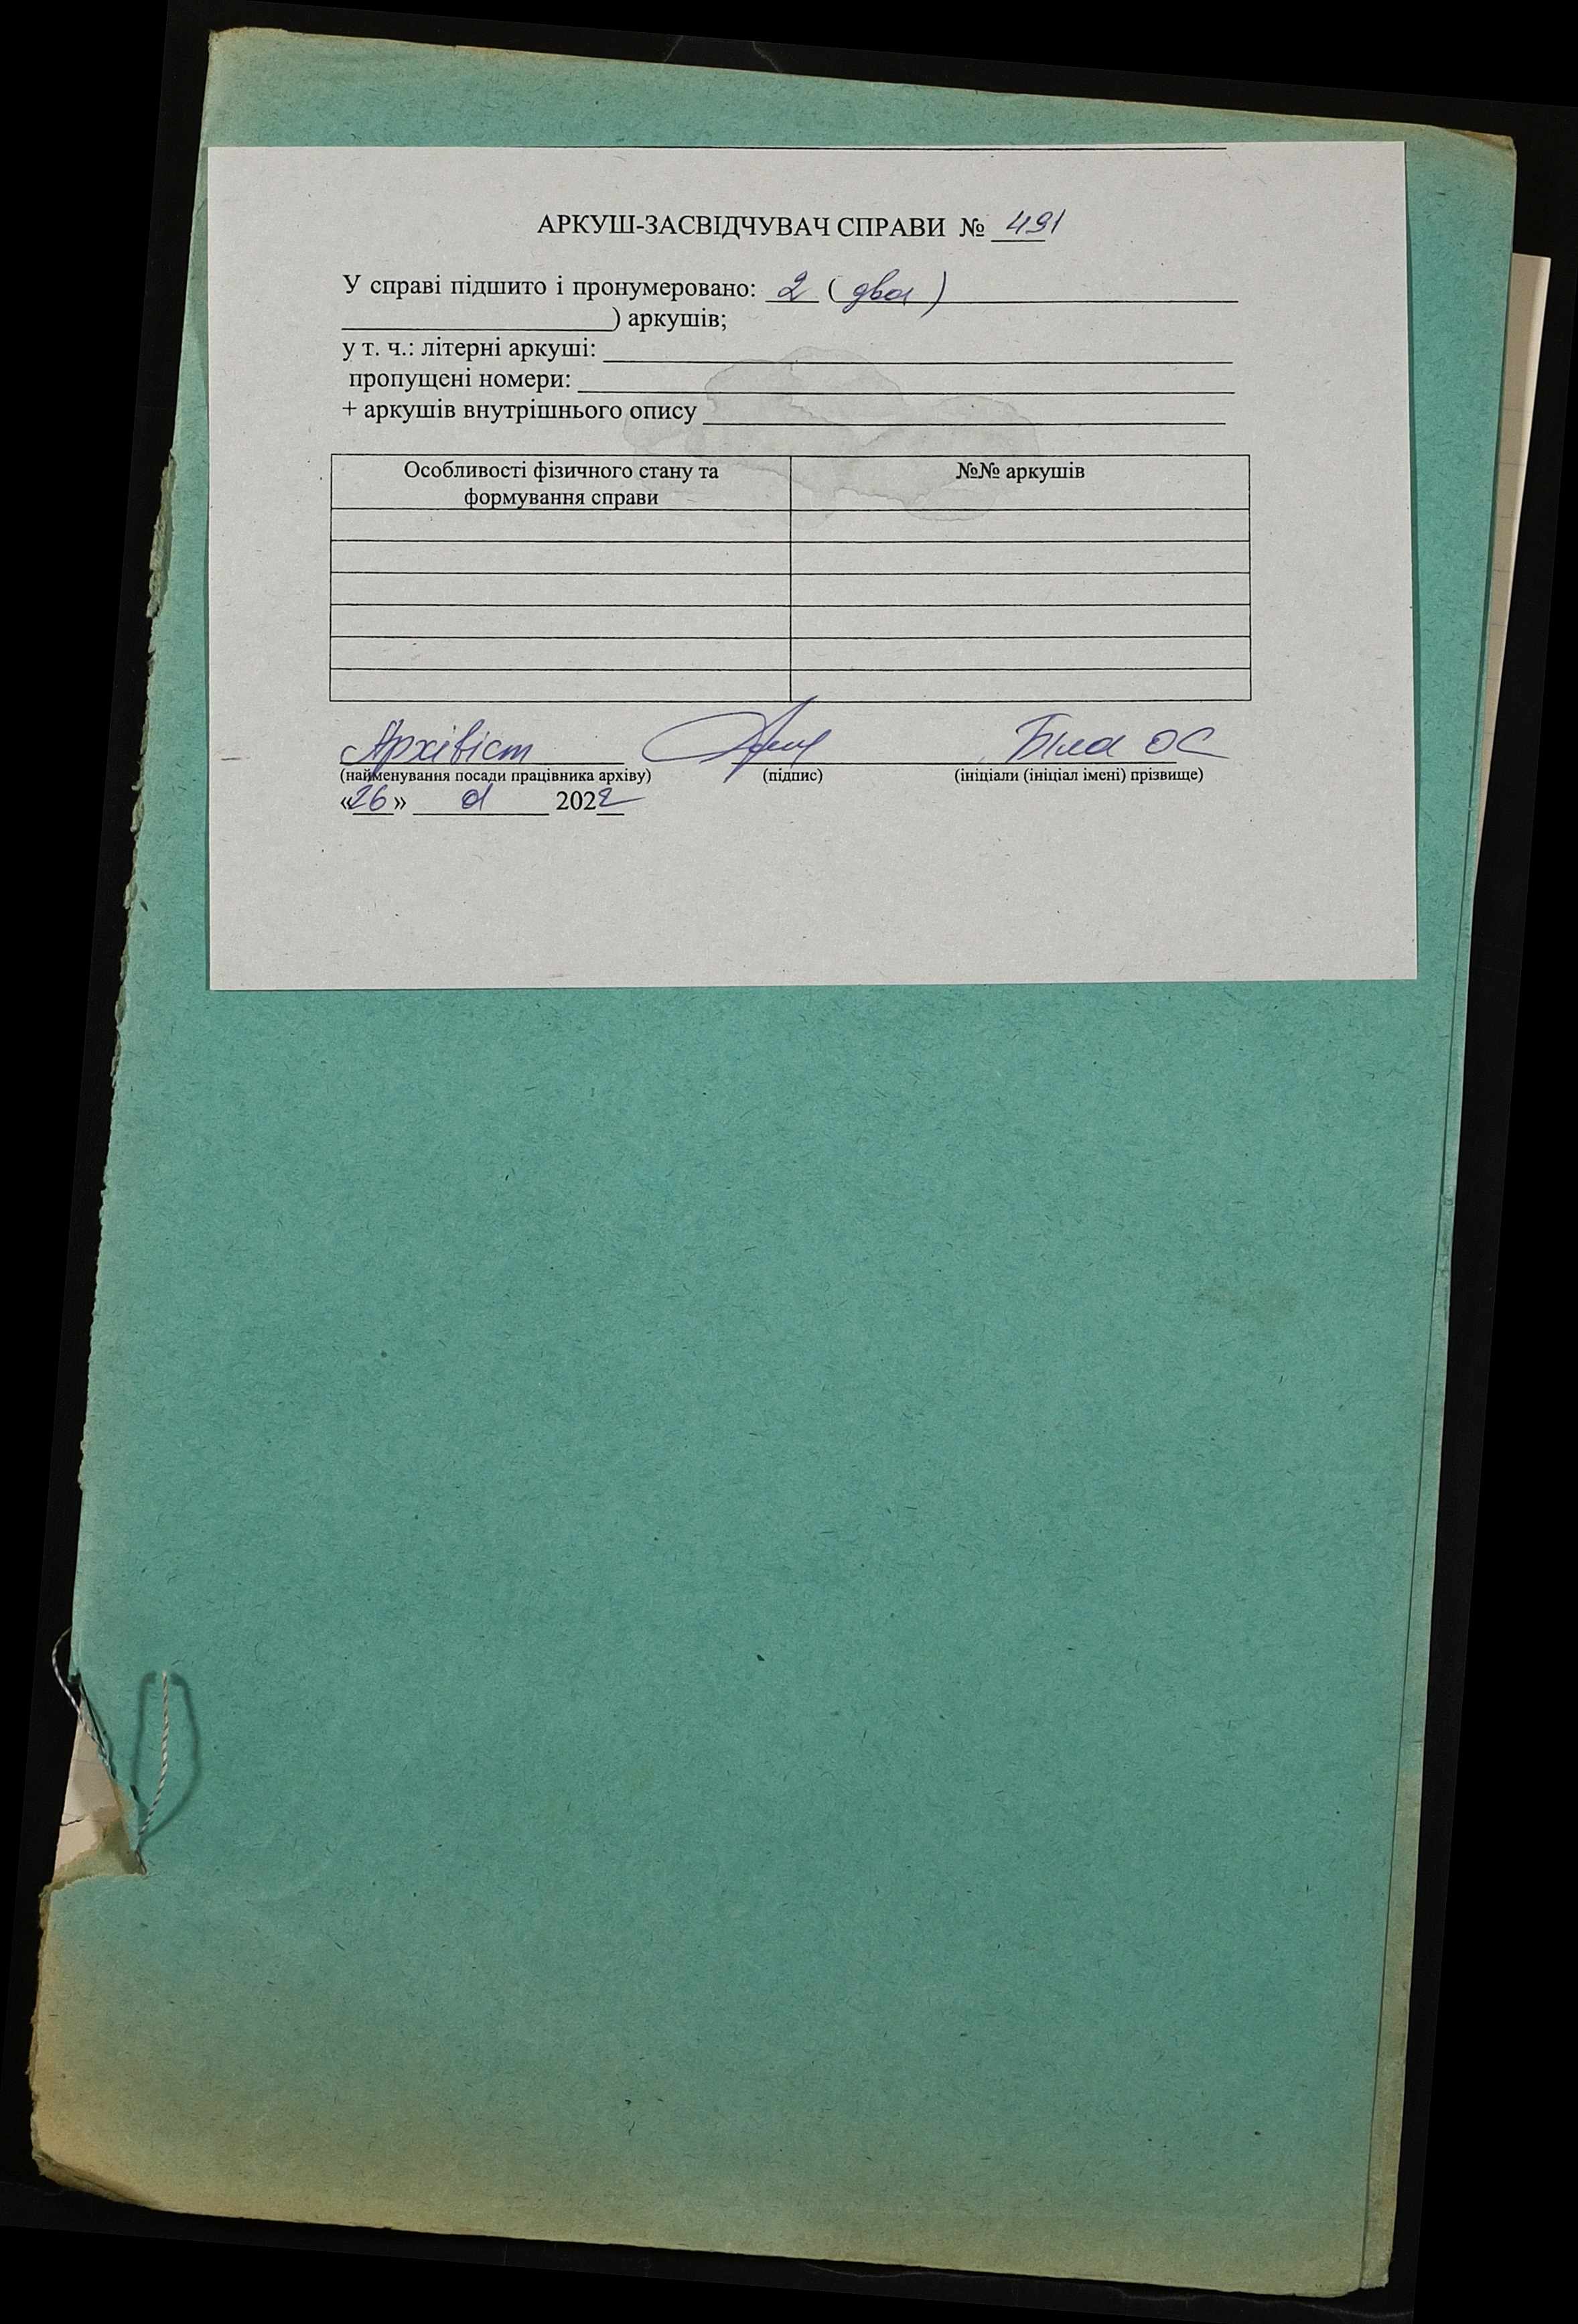 АРКУШ-ЗАСВІДЧУВАЧ СПРАВИ № 491
У справі підшито і пронумеровано: 2 ( два )
) аркушів;
у т. ч.: літерні аркуші:
пропущені номери:
+ аркушів внутрішнього опису
Особливості фізичного стану та формування справи
№№ аркушів
Архівіст Біла ОС
(найменування посади працівника архіву) (підпис) (ініціали (ініціал імені) прізвище)
«26» 2022